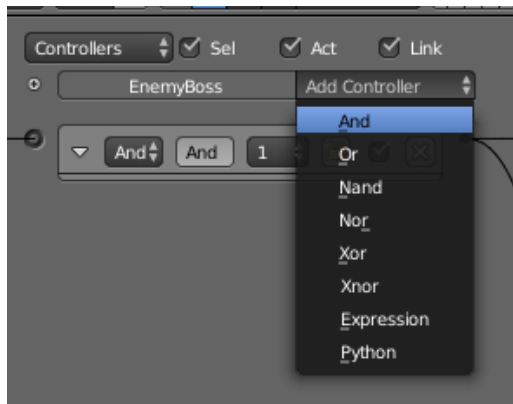 Controllers Sel Act Link
EnemyBoss Add Controller
And
And And 1 Or
Nand
Nor
Xor
Xnor
Expression
Python